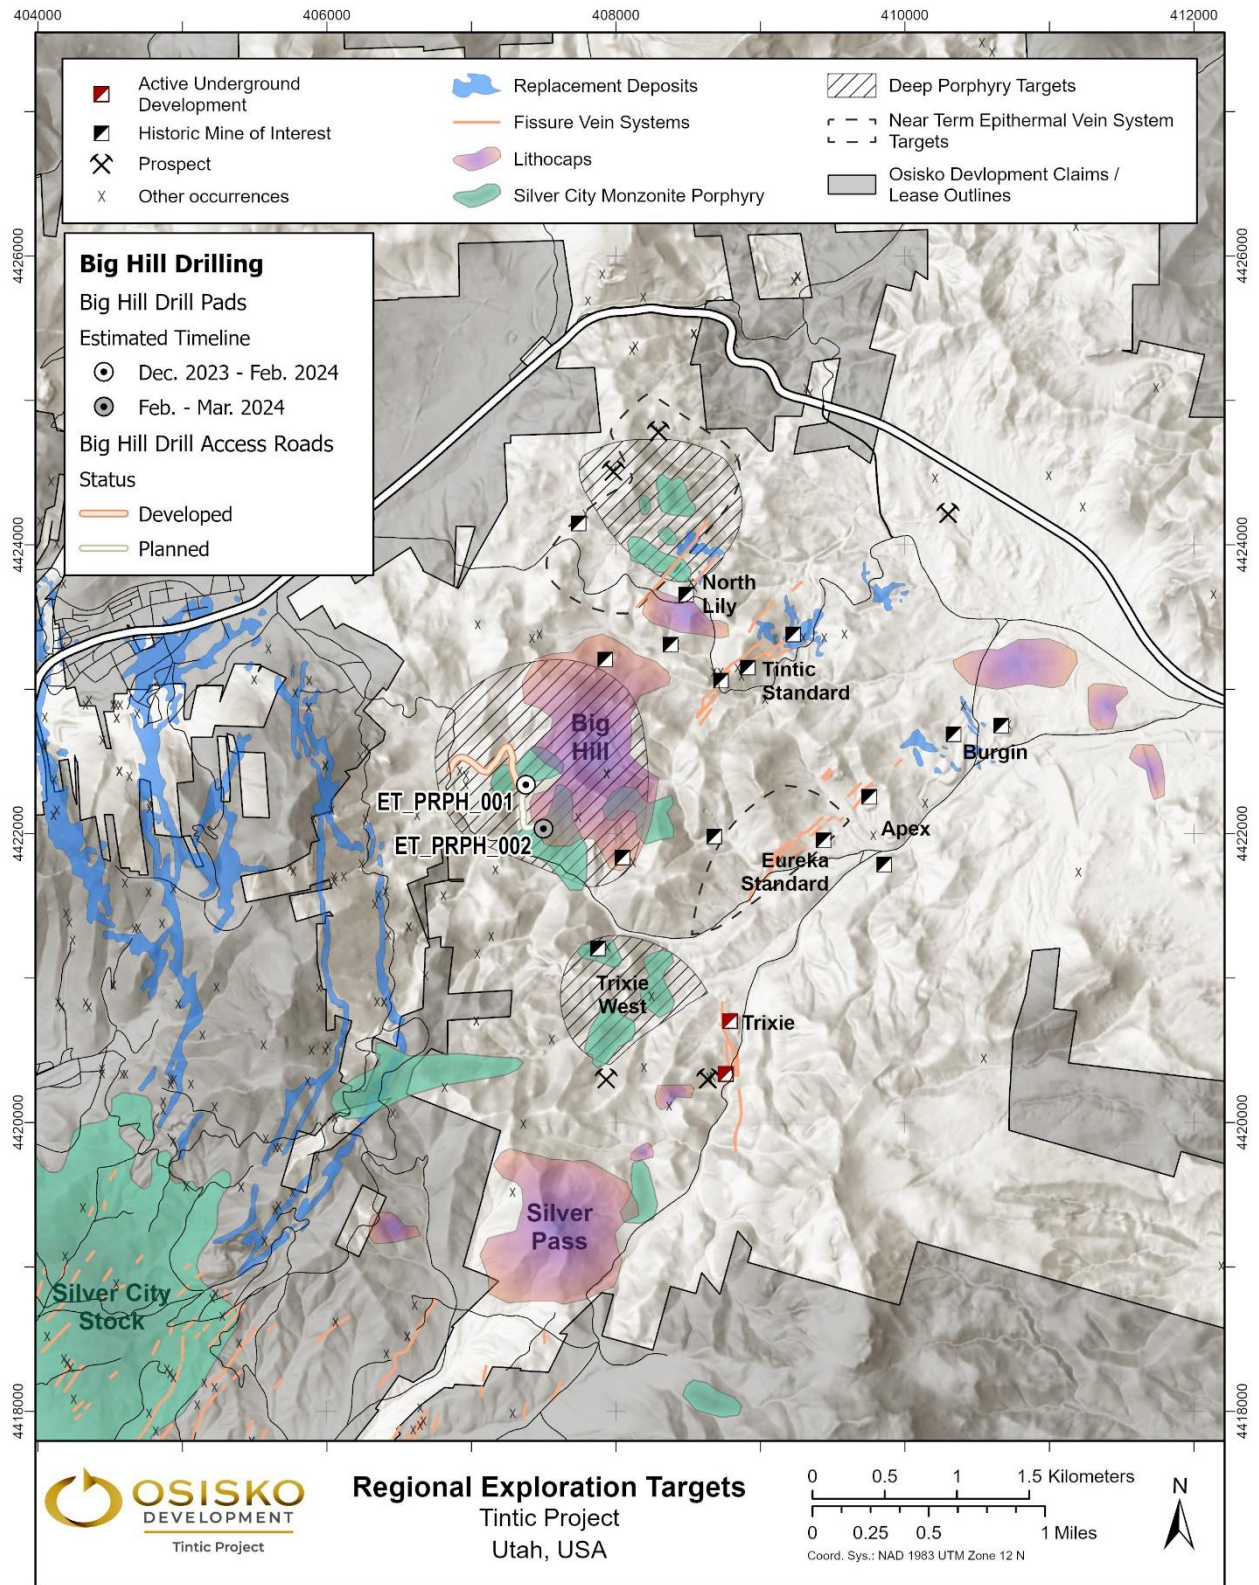 404000
406000
408000
410000
412000
Active Underground
Development
Historic Mine of Interest
Prospect
Other occurrences
Replacement Deposits
Fissure Vein Systems
Lithocaps
Silver City Monzonite Porphyry
Deep Porphyry Targets
Near Term Epithermal Vein System
Targets
Osisko Devlopment Claims /
Lease Outlines
Big Hill Drilling
Big Hill Drill Pads
Estimated Timeline
Dec. 2023 - Feb. 2024
Feb. - Mar. 2024
Big Hill Drill Access Roads
Status
Developed
Planned
4426000
4426000
4424000
4424000
4422000
4422000
4420000
4420000
4418000
4418000
North
Lily
Tintic
Standard
Big
Hill
Burgin
ET_PRPH_001
ET_PRPH_002
Apex
Eureka
Standard
Trixie
West
Trixie
Silver
Pass
Silver City
Stock
OSISKO
DEVELOPMENT
Tintic Project
Regional Exploration Targets
Tintic Project
Utah, USA
0 0.5 1 1.5 Kilometers
0 0.25 0.5 1 Miles
Coord. Sys.: NAD 1983 UTM Zone 12 N
N